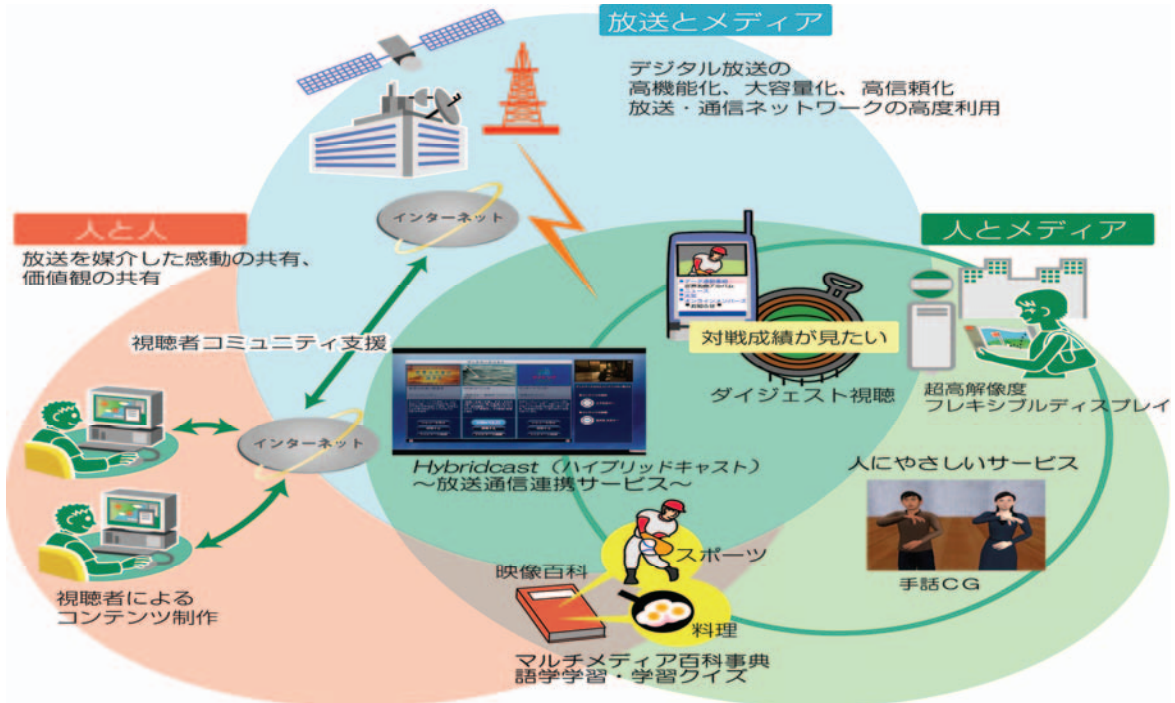 放送とメディア
デジタル放送の
高機能化、大容量化、高信頼化
放送・通信ネットワークの高度利用
インターネット
人と人
放送を媒介した感動の共有、
価値観の共有
人とメディア
視聴者コミュニティ支援
対戦成績が見たい
ダイジェスト視聴
超高解像度
フレキシブルディスプレイ
インターネット
Hybridcast（ハイブリッドキャスト）
～放送通信連携サービス～
人にやさしいサービス
手話CG
スポーツ
映像百科
料理
視聴者による
コンテンツ制作
マルチメディア百科事典
語学学習・学習クイズ